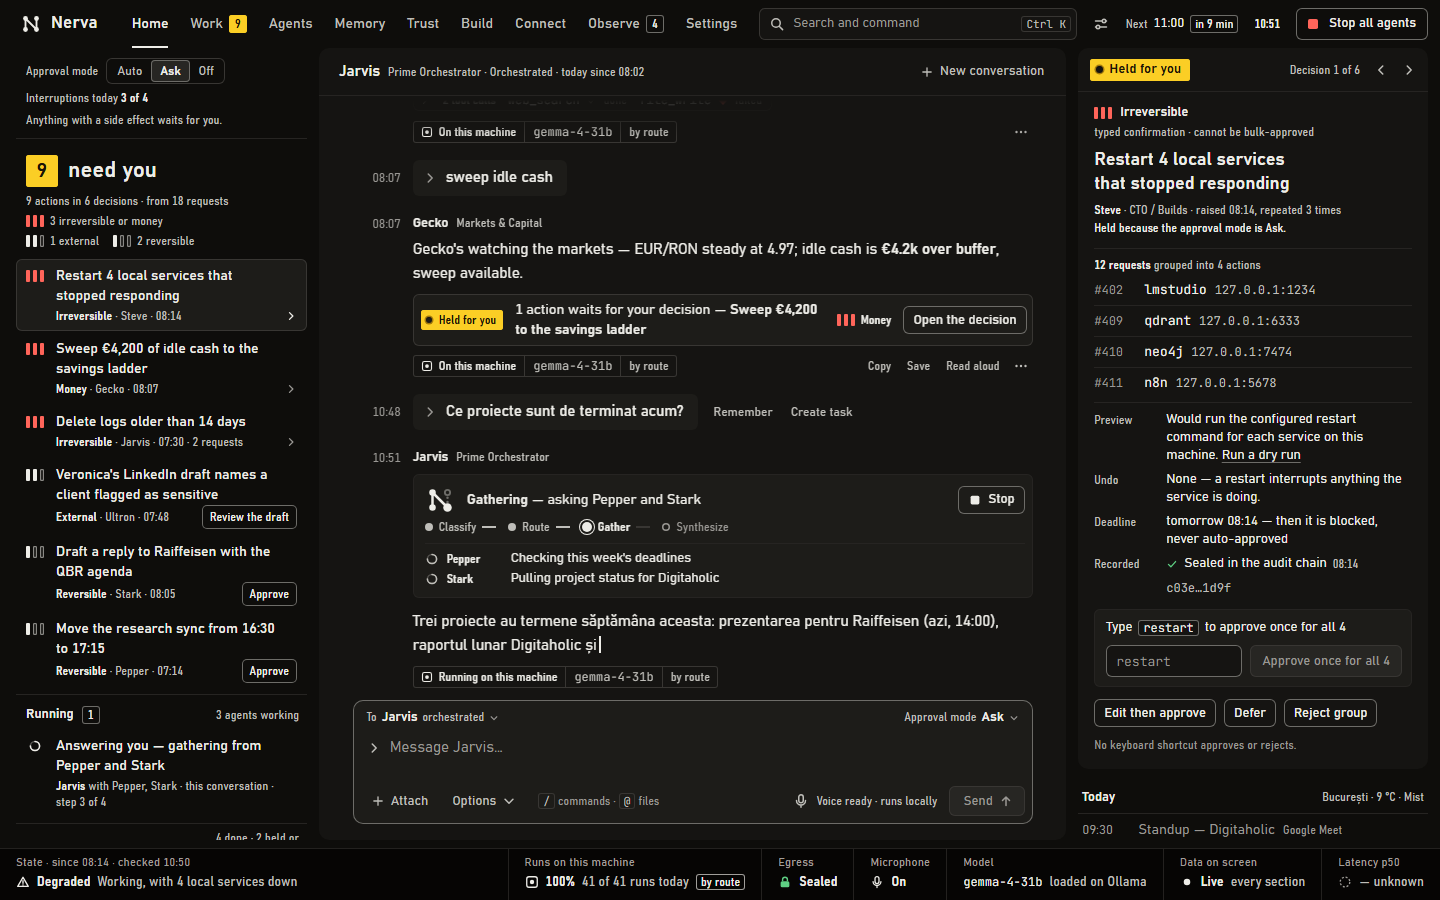 Nerva
Home
Work 9
Agents
Memory
Trust
Build
Connect
Observe 4
Settings
Search and command
Ctrl K
Next 11:00 in 9 min
10:51
Stop all agents
Approval mode
Auto
Ask
Off
Interruptions today 3 of 4
Anything with a side effect waits for you.
9 need you
9 actions in 6 decisions · from 18 requests
3 irreversible or money
1 external
2 reversible
Restart 4 local services that
stopped responding
Irreversible · Steve · 08:14
Sweep €4,200 of idle cash to the
savings ladder
Money · Gecko · 08:07
Delete logs older than 14 days
Irreversible · Jarvis · 07:30 · 2 requests
Veronica's LinkedIn draft names a
client flagged as sensitive
External · Ultron · 07:48
Review the draft
Draft a reply to Raiffeisen with the
QBR agenda
Reversible · Stark · 08:05
Approve
Move the research sync from 16:30
to 17:15
Reversible · Pepper · 07:14
Approve
Running 1
3 agents working
Answering you — gathering from
Pepper and Stark
Jarvis with Pepper, Stark · this conversation ·
step 3 of 4
4 done · 2 held or
Jarvis Prime Orchestrator · Orchestrated · today since 08:02
New conversation
On this machine
gemma-4-31b
by route
08:07
sweep idle cash
08:07
Gecko Markets & Capital
Gecko's watching the markets — EUR/RON steady at 4.97; idle cash is €4.2k over buffer,
sweep available.
Held for you
1 action waits for your decision — Sweep €4,200
to the savings ladder
Money
Open the decision
On this machine
gemma-4-31b
by route
Copy
Save
Read aloud
10:48
Ce proiecte sunt de terminat acum?
Remember
Create task
10:51
Jarvis Prime Orchestrator
Gathering — asking Pepper and Stark
Stop
Classify
Route
Gather
Synthesize
Pepper Checking this week's deadlines
Stark Pulling project status for Digitaholic
Trei proiecte au termene săptămâna aceasta: prezentarea pentru Raiffeisen (azi, 14:00),
raportul lunar Digitaholic și
Running on this machine
gemma-4-31b
by route
To Jarvis orchestrated
Approval mode Ask
Message Jarvis...
Attach
Options
/ commands · @ files
Voice ready · runs locally
Send
Held for you
Decision 1 of 6
Irreversible
typed confirmation · cannot be bulk-approved
Restart 4 local services
that stopped responding
Steve · CTO / Builds · raised 08:14, repeated 3 times
Held because the approval mode is Ask.
12 requests grouped into 4 actions
#402 lmstudio 127.0.0.1:1234
#409 qdrant 127.0.0.1:6333
#410 neo4j 127.0.0.1:7474
#411 n8n 127.0.0.1:5678
Preview
Would run the configured restart
command for each service on this
machine. Run a dry run
Undo
None — a restart interrupts anything the
service is doing.
Deadline
tomorrow 08:14 — then it is blocked,
never auto-approved
Recorded
Sealed in the audit chain 08:14
c03e…1d9f
Type restart to approve once for all 4
restart
Approve once for all 4
Edit then approve
Defer
Reject group
No keyboard shortcut approves or rejects.
Today
București · 9 °C · Mist
09:30 Standup — Digitaholic Google Meet
State · since 08:14 · checked 10:50
Degraded Working, with 4 local services down
Runs on this machine
100% 41 of 41 runs today by route
Egress
Sealed
Microphone
On
Model
gemma-4-31b loaded on Ollama
Data on screen
Live every section
Latency p50
— unknown